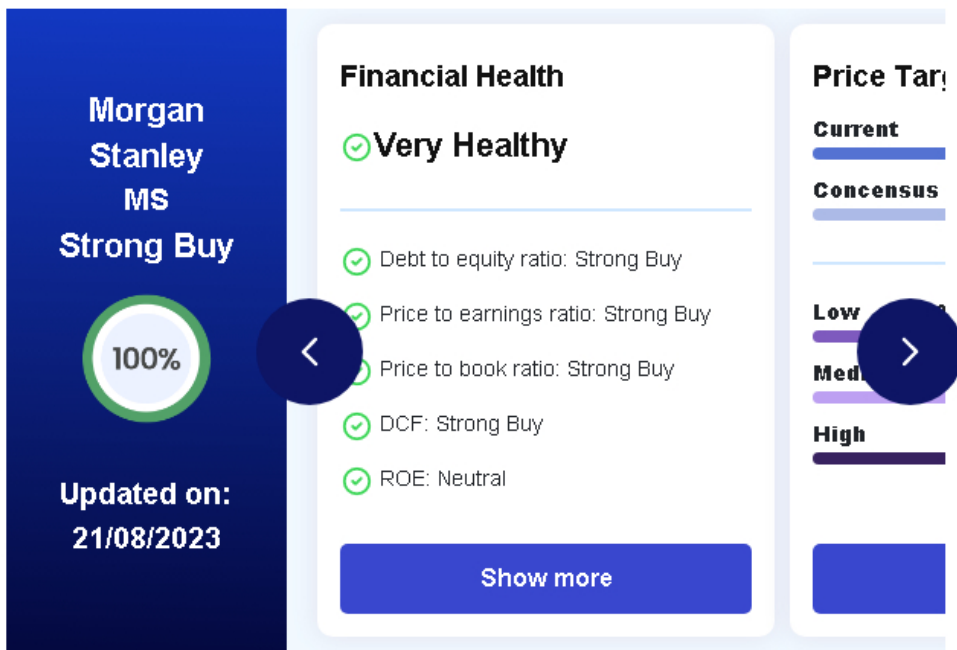 Morgan
Stanley
MS
Strong Buy
100%
Updated on:
21/08/2023
Financial Health
Very Healthy
Debt to equity ratio: Strong Buy
Price to earnings ratio: Strong Buy
Price to book ratio: Strong Buy
DCF: Strong Buy
ROE: Neutral
Show more
Price
Current
Concensus
Low
High